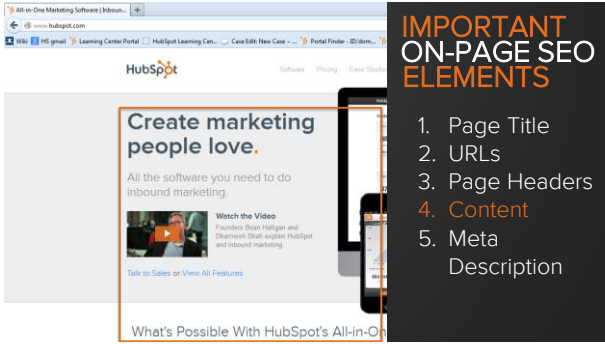 All-in-One Marketing Software | Inboun...
www.hubspot.com
Wiki HS gmail Learning Center Portal HubSpot Learning Cen... Case Edit: New Case ~ ... Portal Finder - ID/dom...
HubSpot
Software Pricing Case Studies
Create marketing
people love.
All the software you need to do
inbound marketing.
Watch the Video
Founders Brian Halligan and
Dharmesh Shah explain HubSpot
and inbound marketing
Talk to Sales or View All Features
What's Possible With HubSpot's All-in-On
IMPORTANT
ON-PAGE SEO
ELEMENTS
1. Page Title
2. URLs
3. Page Headers
4. Content
5. Meta
Description